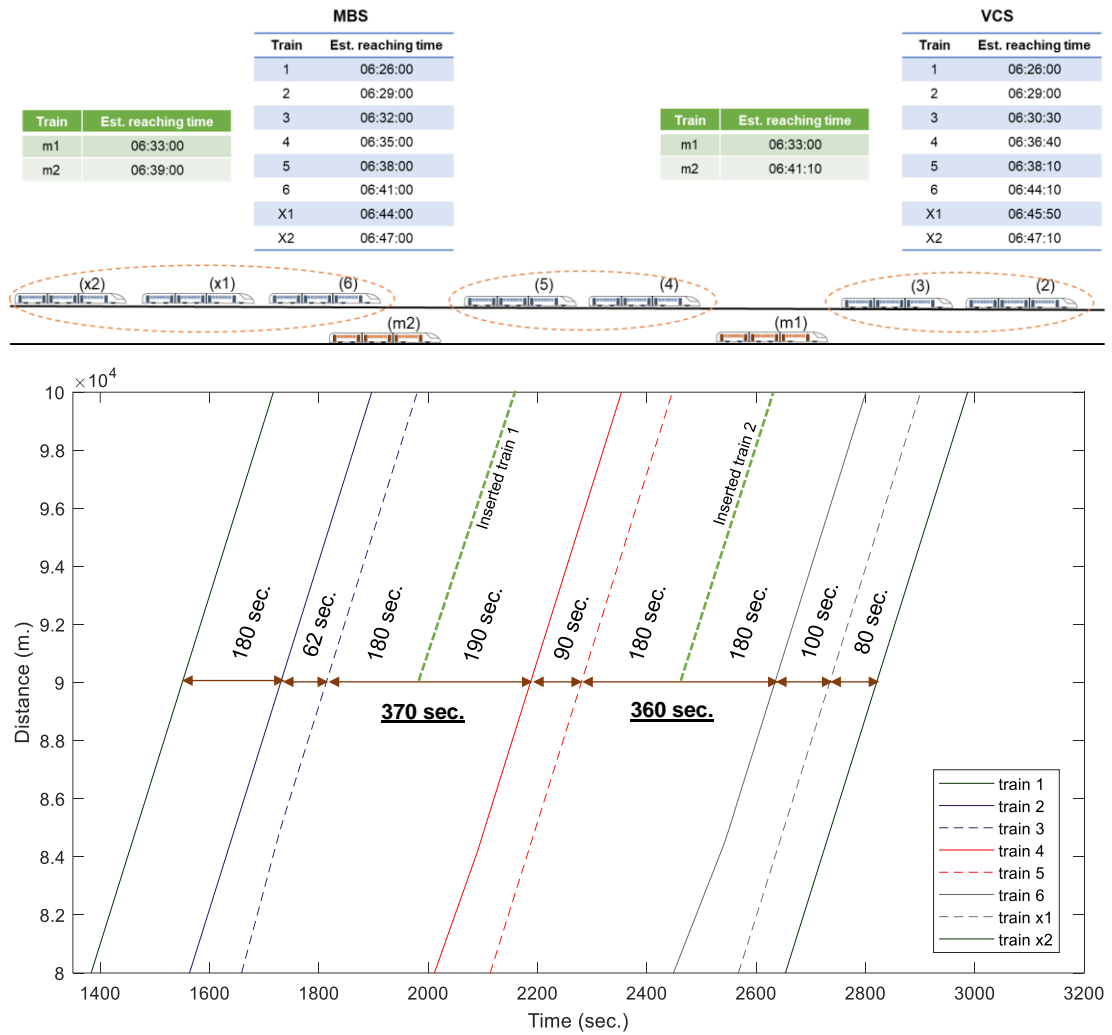 MBS
Train Est. reaching time
1 06:26:00
2 06:29:00
3 06:32:00
4 06:35:00
5 06:38:00
6 06:41:00
X1 06:44:00
X2 06:47:00
Train Est. reaching time
m1 06:33:00
m2 06:39:00
VCS
Train Est. reaching time
1 06:26:00
2 06:29:00
3 06:30:30
4 06:36:40
5 06:38:10
6 06:44:10
X1 06:45:50
X2 06:47:10
Train Est. reaching time
m1 06:33:00
m2 06:41:10
(x2) (x1) (6) (5) (4) (3) (2)
(m2) (m1)
×10⁴
10
9.8
9.6
9.4
9.2
9
8.8
8.6
8.4
8.2
8
Distance (m.)
Inserted train 1
Inserted train 2
180 sec.
62 sec.
180 sec.
190 sec.
90 sec.
180 sec.
180 sec.
100 sec.
80 sec.
370 sec.
360 sec.
train 1
train 2
train 3
train 4
train 5
train 6
train x1
train x2
1400 1600 1800 2000 2200 2400 2600 2800 3000 3200
Time (sec.)